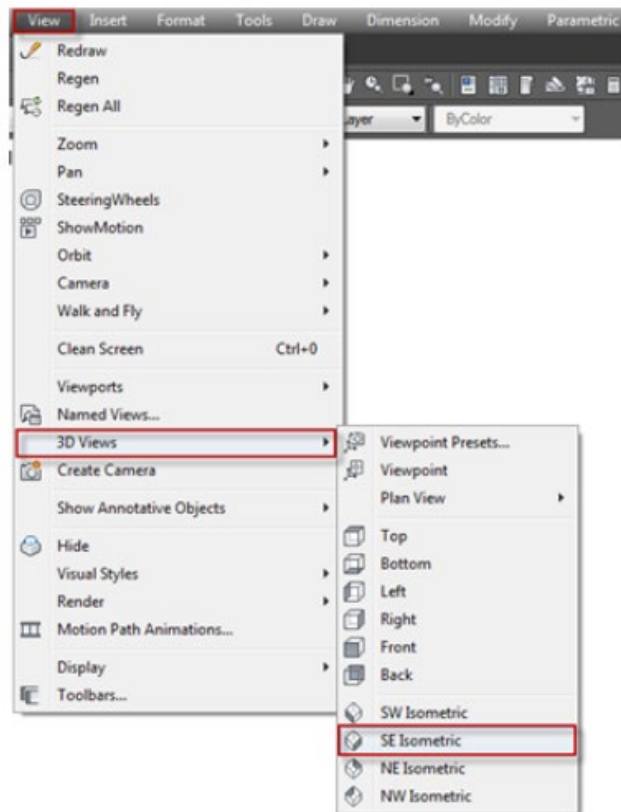 View Insert Format Tools Draw Dimension Modify Parametric
Redraw
Regen
Regen All
ByColor
Zoom
Pan
SteeringWheels
ShowMotion
Orbit
Camera
Walk and Fly
Clean Screen Ctrl+0
Viewports
Named Views...
3D Views
Create Camera
Show Annotative Objects
Hide
Visual Styles
Render
Motion Path Animations...
Display
Toolbars...
Viewpoint Presets...
Viewpoint
Plan View
Top
Bottom
Left
Right
Front
Back
SW Isometric
SE Isometric
NE Isometric
NW Isometric